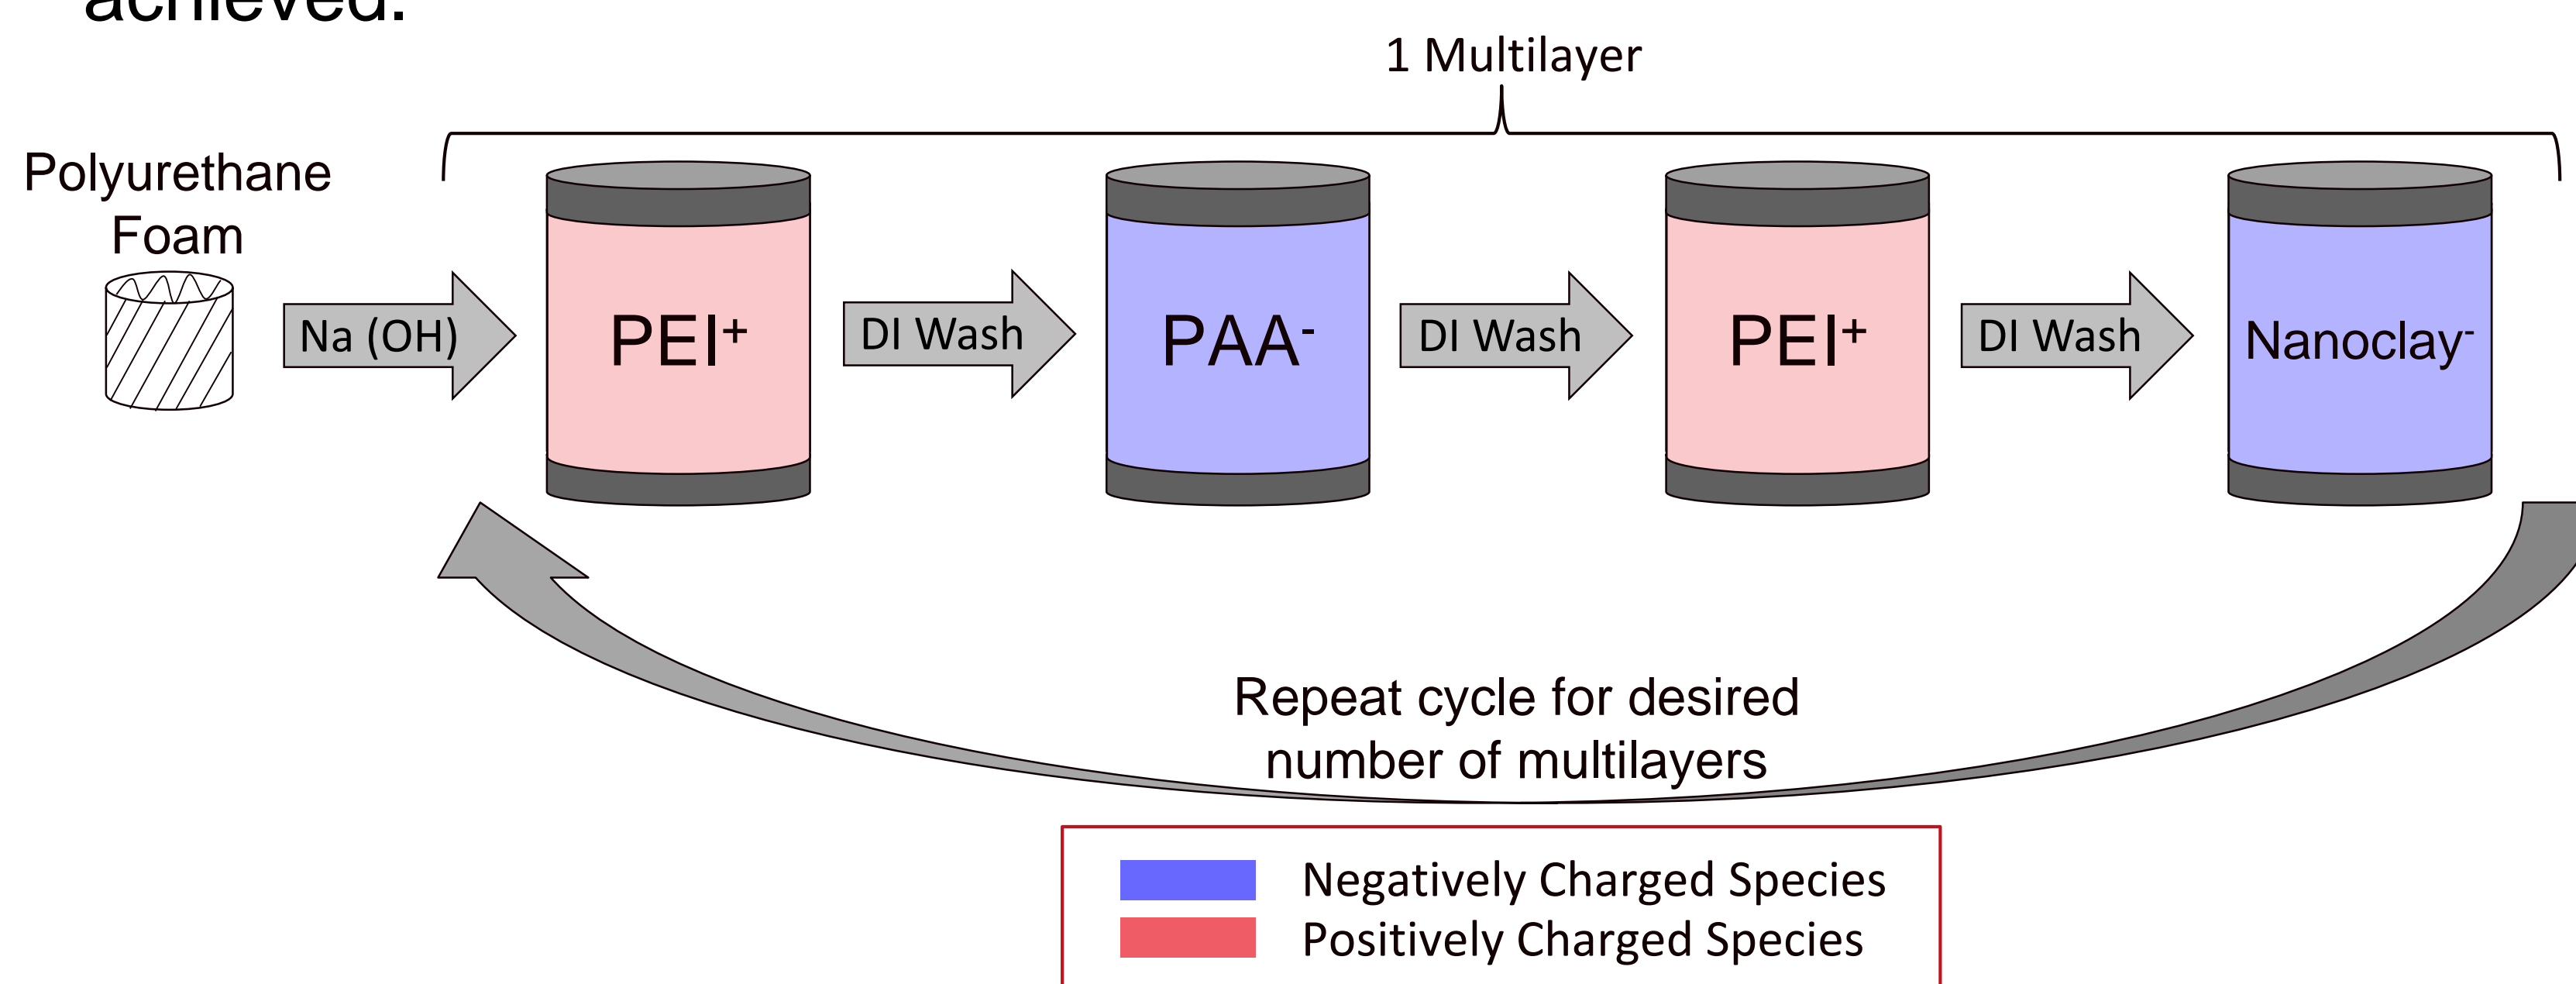 achieved.
1 Multilayer
Polyurethane
Foam
Na (OH)
PEI+
DI Wash
PAA-
DI Wash
PEI+
DI Wash
Nanoclay-
Repeat cycle for desired
number of multilayers
Negatively Charged Species
Positively Charged Species